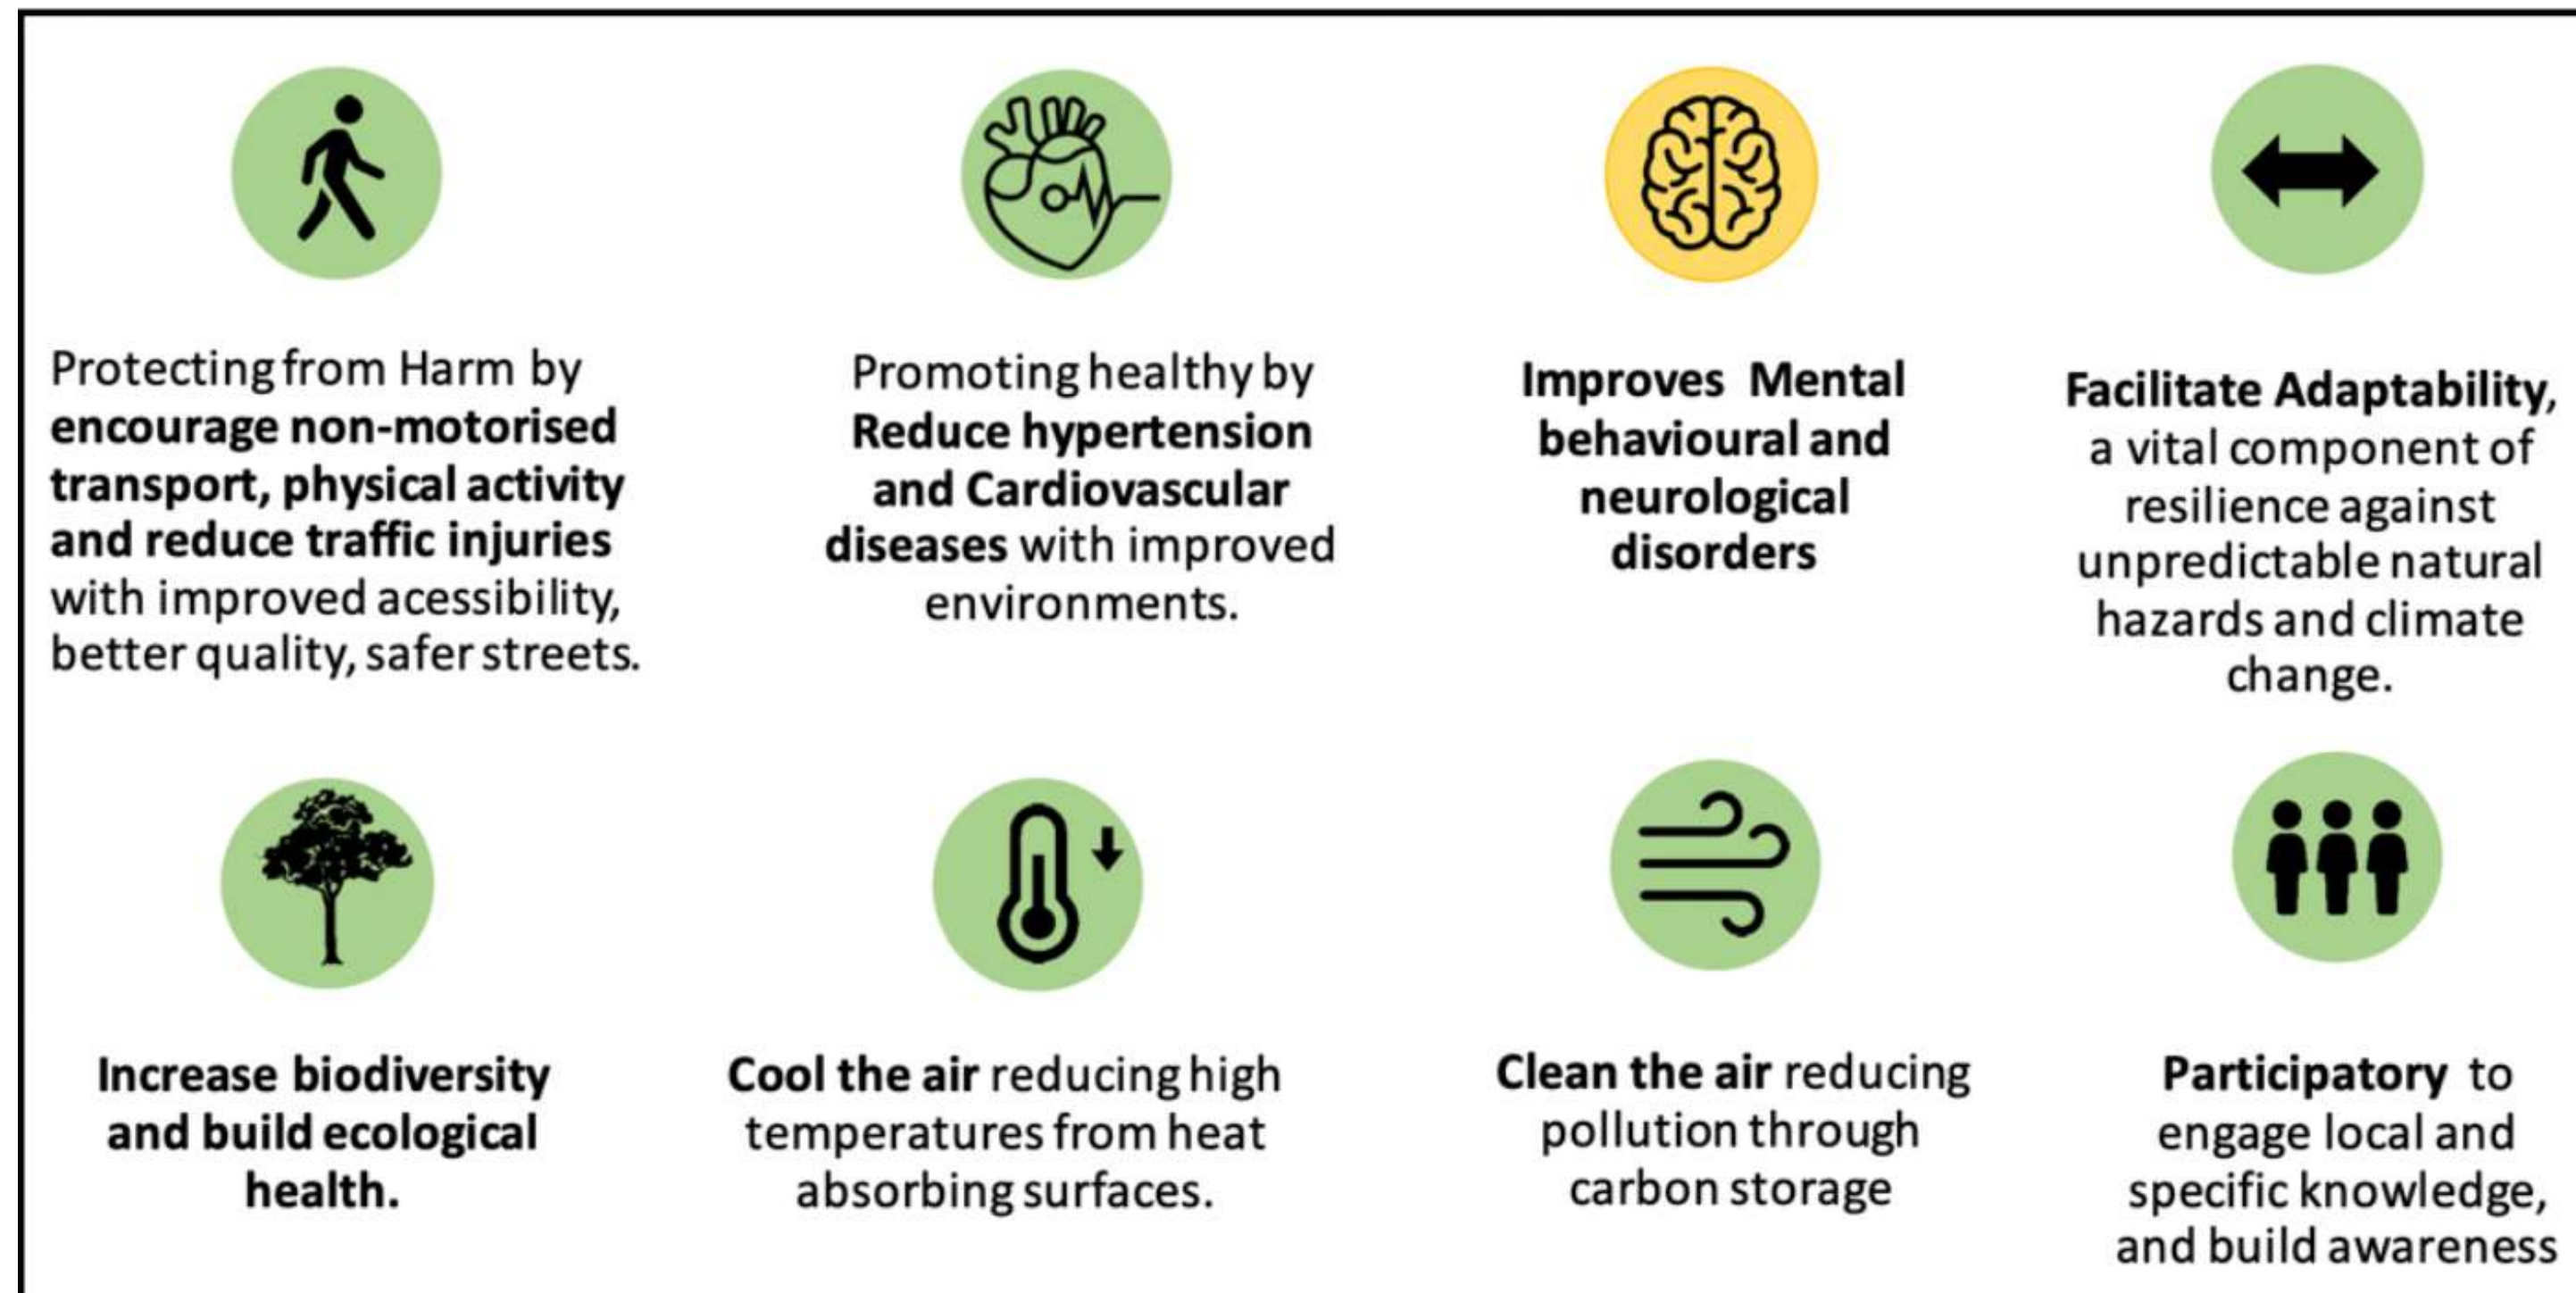 Protecting from Harm by
encourage non-motorised
transport, physical activity
and reduce traffic injuries
with improved acessibility,
better quality, safer streets.
Promoting healthy by
Reduce hypertension
and Cardiovascular
diseases with improved
environments.
Improves Mental
behavioural and
neurological
disorders
Facilitate Adaptability,
a vital component of
resilience against
unpredictable natural
hazards and climate
change.
Increase biodiversity
and build ecological
health.
Cool the air reducing high
temperatures from heat
absorbing surfaces.
Clean the air reducing
pollution through
carbon storage
Participatory to
engage local and
specific knowledge,
and build awareness